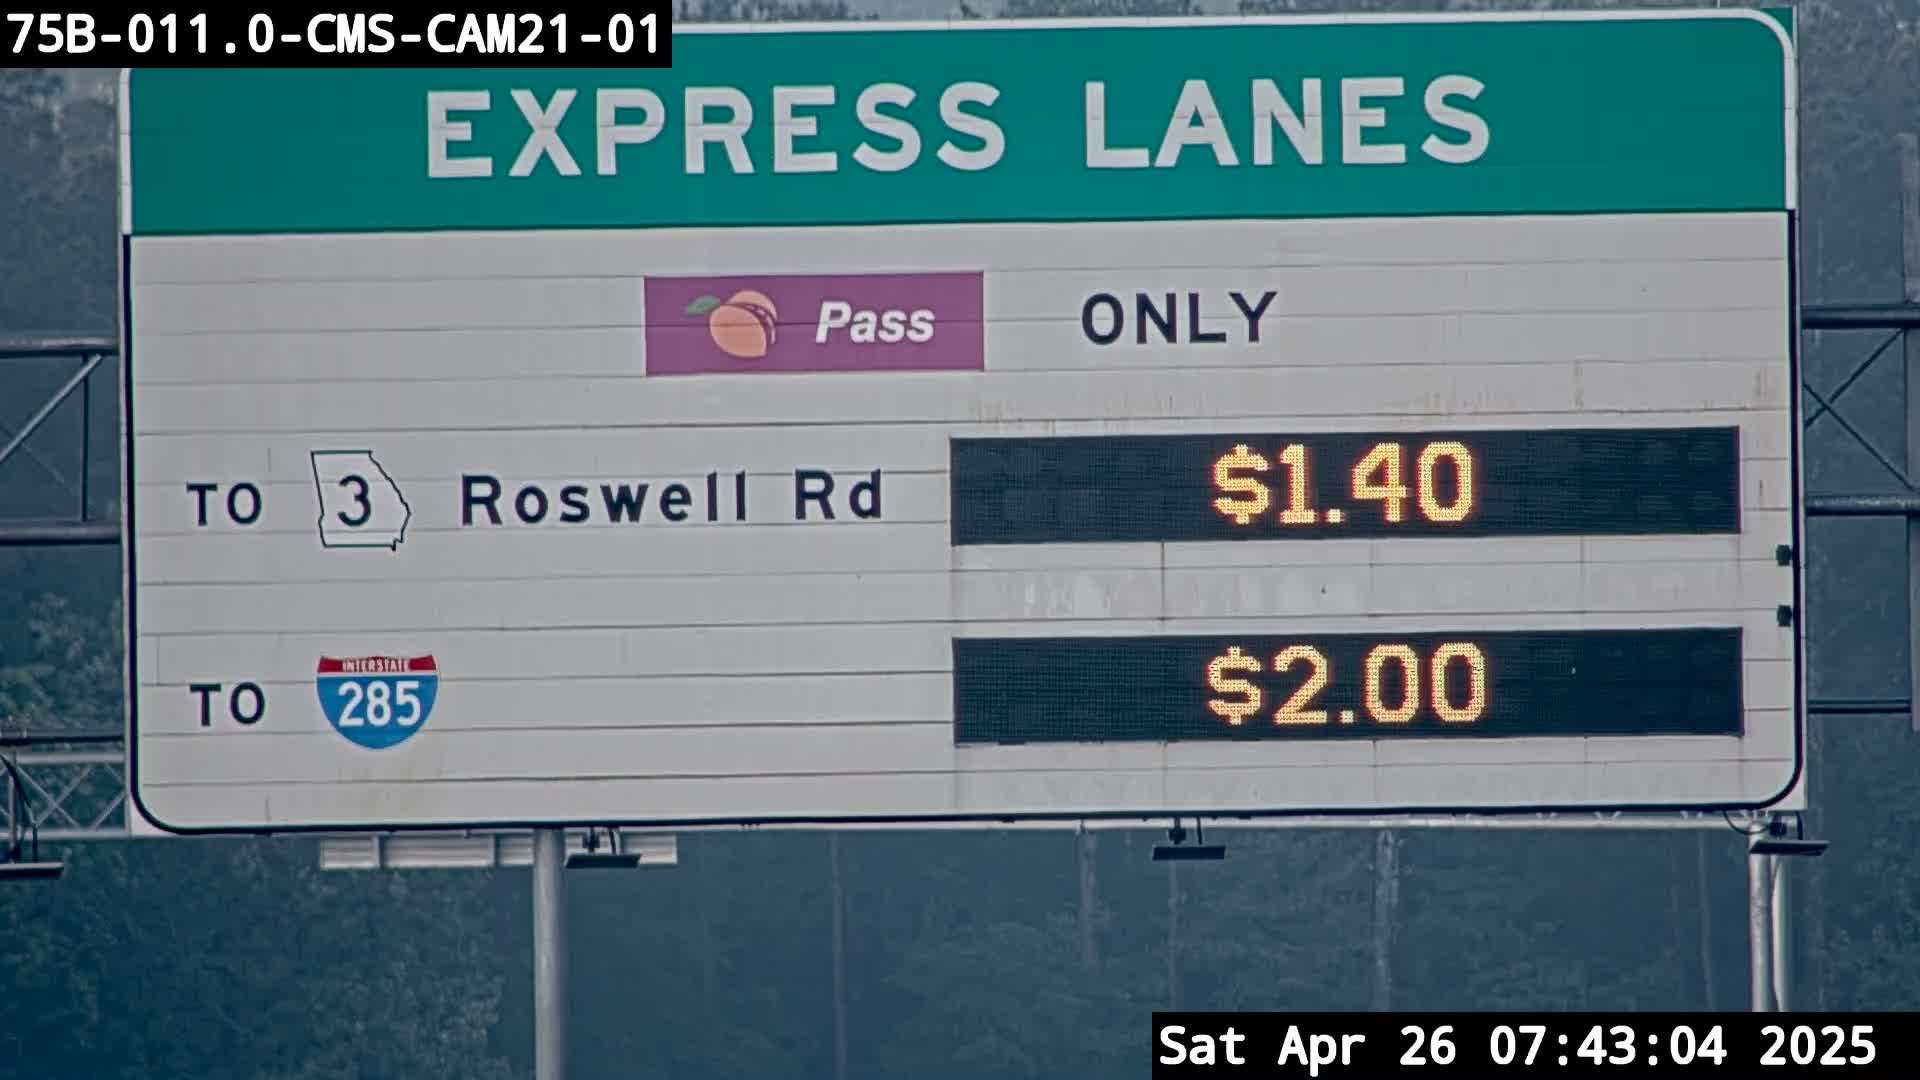 75B-011.0-CMS-CAM21-01
EXPRESS LANES
Pass ONLY
TO 3 Roswell Rd $1.40
TO INTERSTATE 285 $2.00
Sat Apr 26 07:43:04 2025